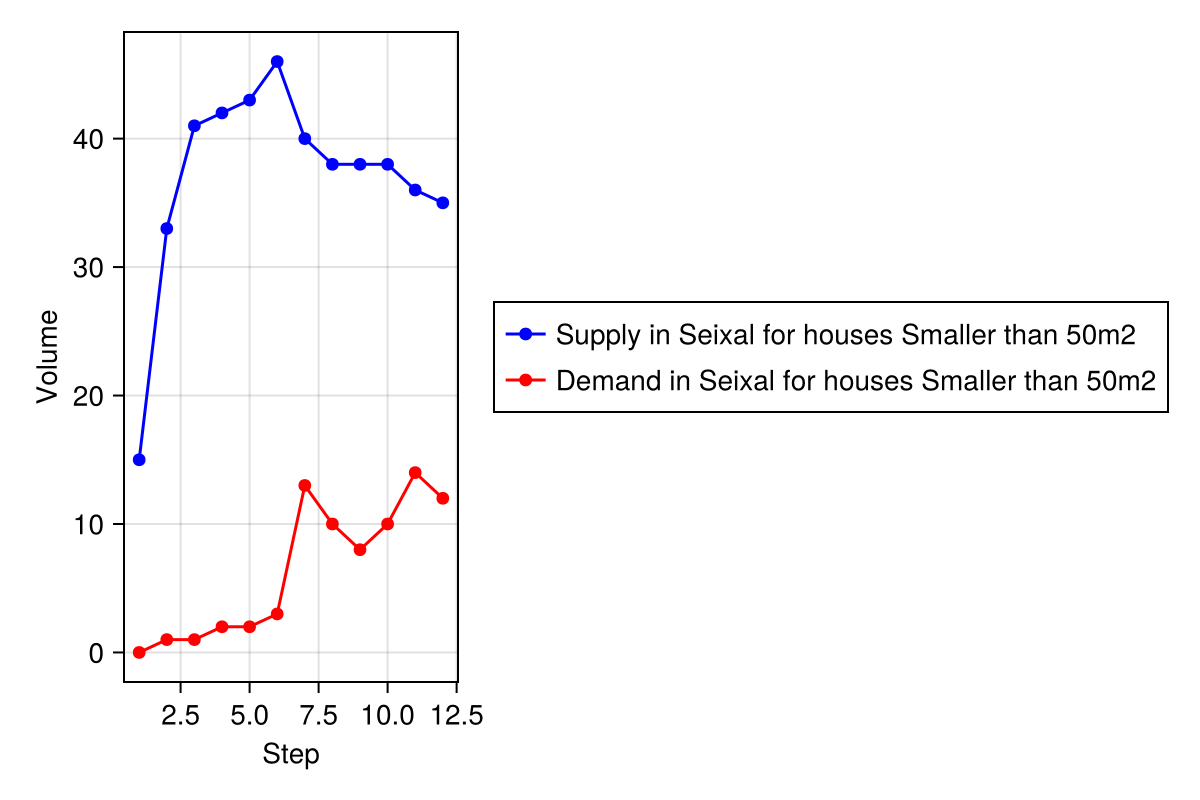 Volume
40
30
20
10
0
2.5 5.0 7.5 10.0 12.5
Step
Supply in Seixal for houses Smaller than 50m2
Demand in Seixal for houses Smaller than 50m2